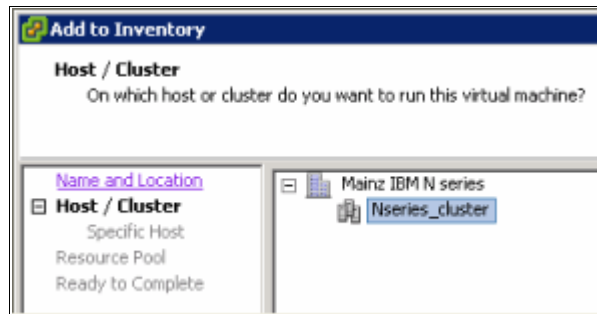 Add to Inventory
Host / Cluster
On which host or cluster do you want to run this virtual machine?
Name and Location
Host / Cluster
Specific Host
Resource Pool
Ready to Complete
Mainz IBM N series
Nseries_cluster